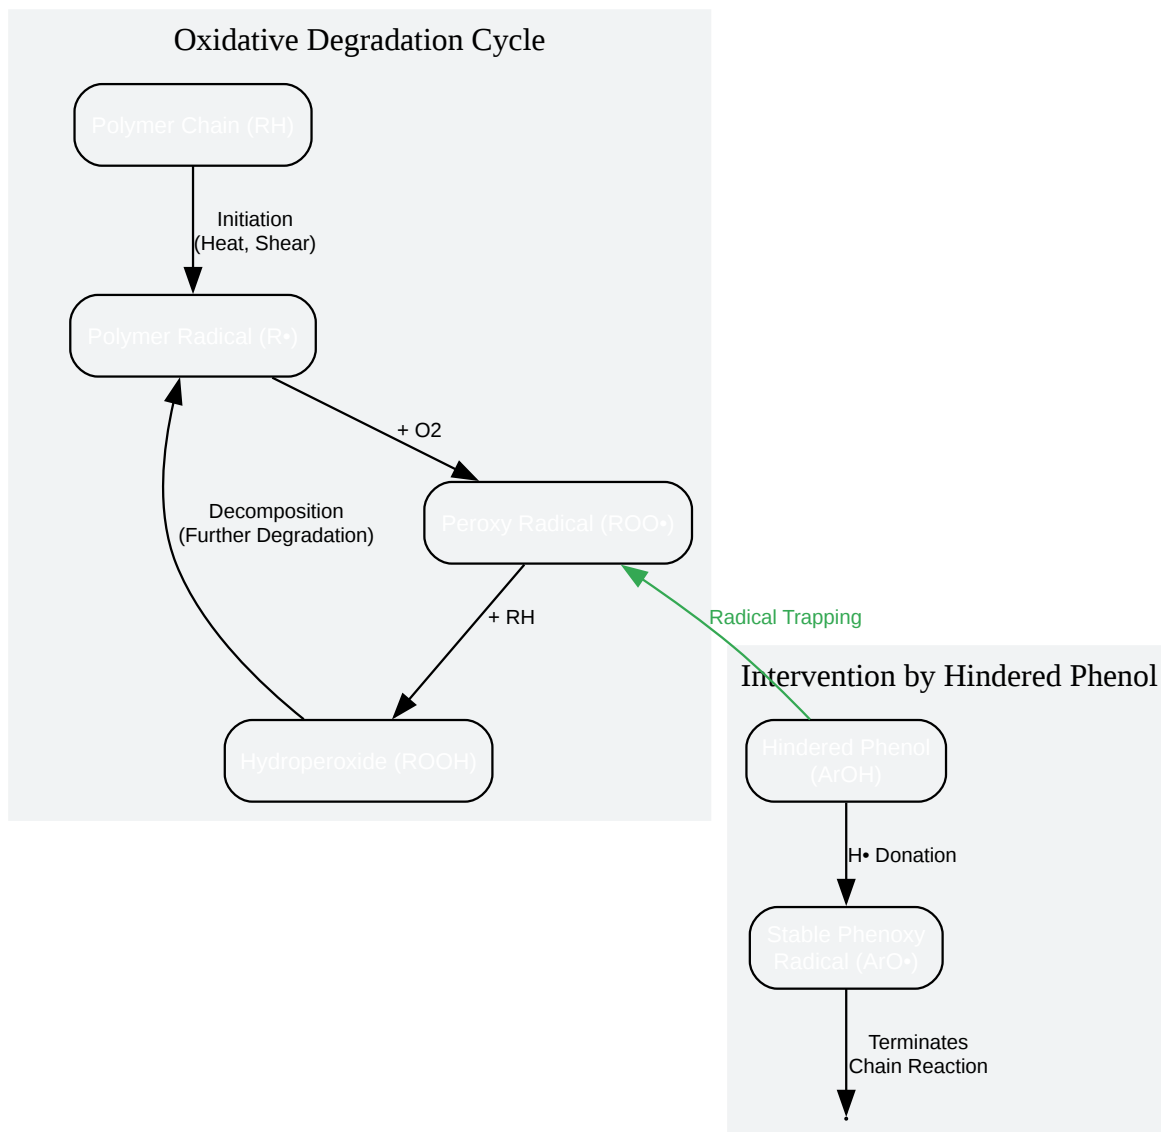 Oxidative Degradation Cycle
Polymer Chain (RH)
Initiation
(Heat, Shear)
Polymer Radical (R•)
+ O2
Decomposition
(Further Degradation)
Peroxy Radical (ROO•)
+ RH
Hydroperoxide (ROOH)
Radical Trapping
Intervention by Hindered Phenol
Hindered Phenol
(ArOH)
H• Donation
Stable Phenoxy
Radical (ArO•)
Terminates
Chain Reaction